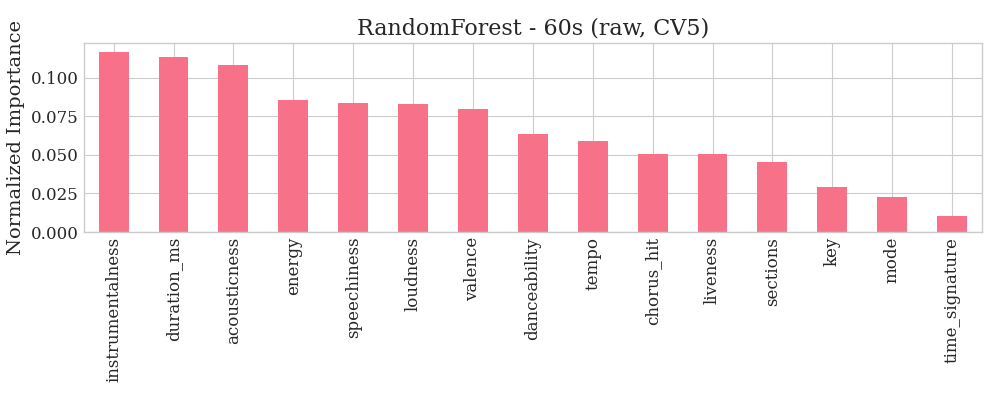 RandomForest - 60s (raw, CV5)
Normalized Importance
0.100
0.075
0.050
0.025
0.000
instrumentalness
duration_ms
acousticness
energy
speechiness
loudness
valence
danceability
tempo
chorus_hit
liveness
sections
key
mode
time_signature